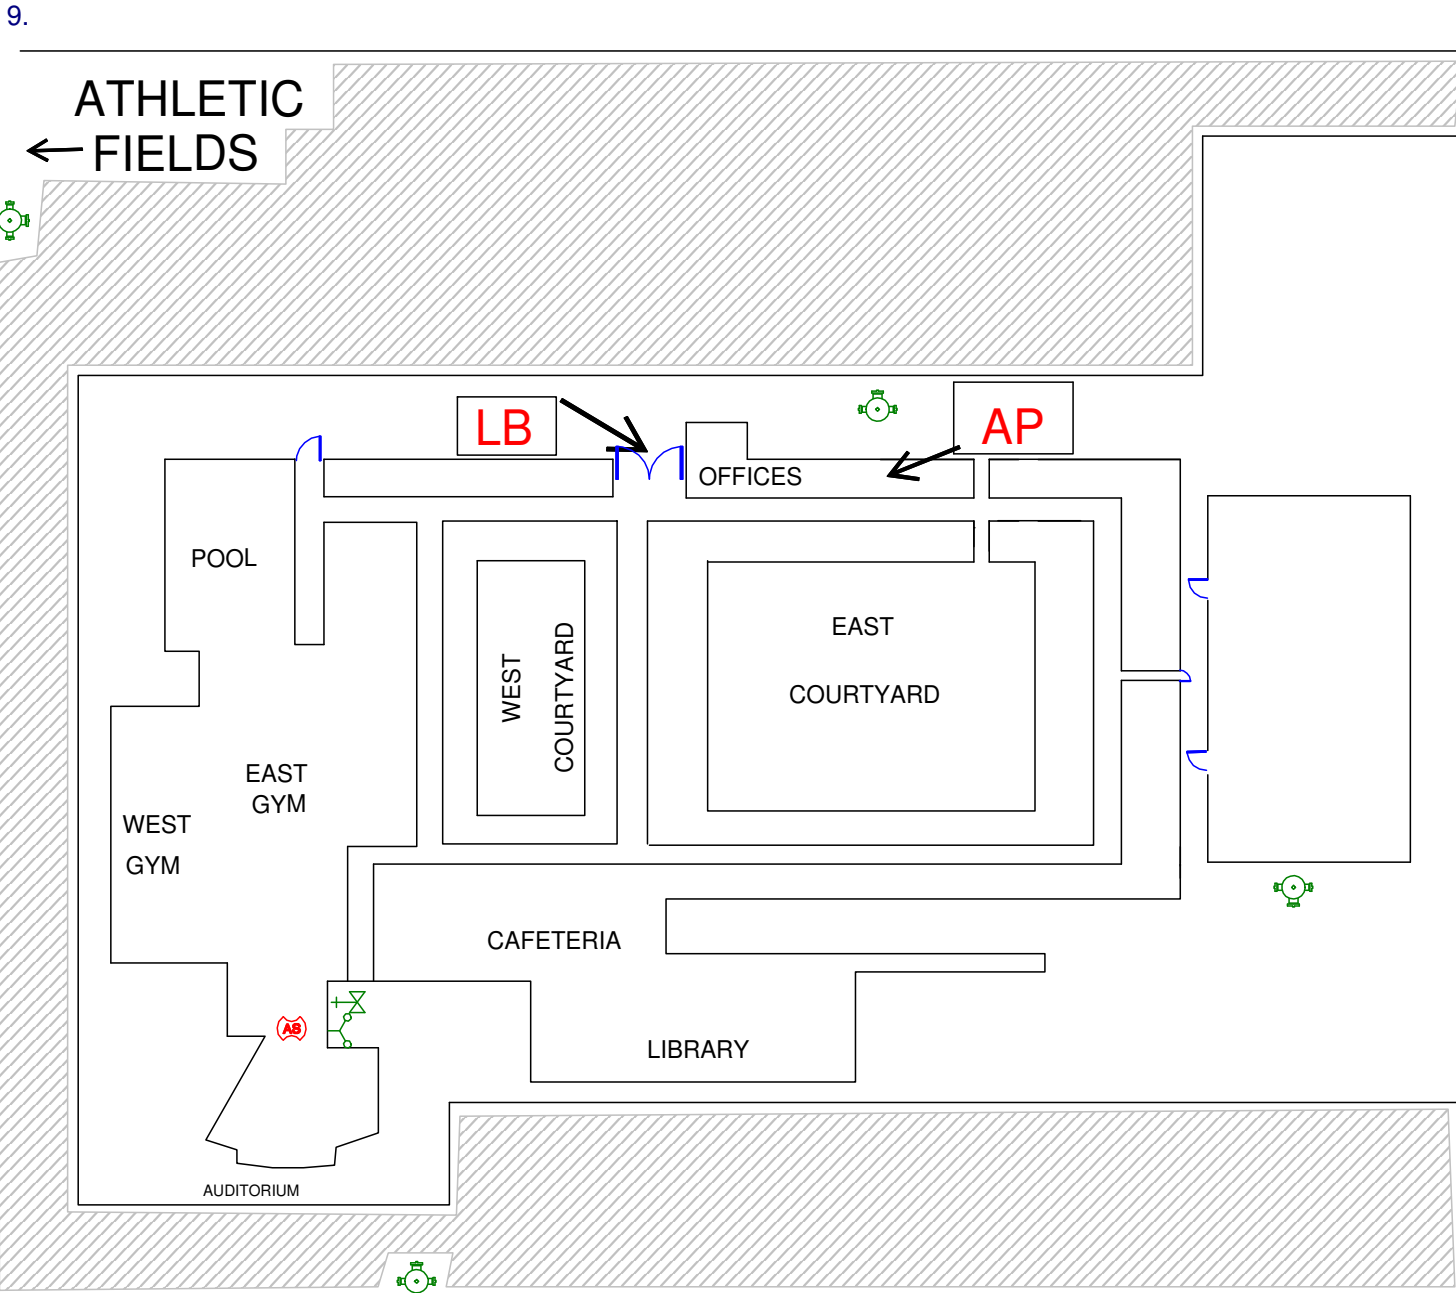 9.
ATHLETIC
FIELDS
LB
AP
OFFICES
POOL
WEST
COURTYARD
EAST
COURTYARD
EAST
GYM
WEST
GYM
CAFETERIA
AS
LIBRARY
AUDITORIUM